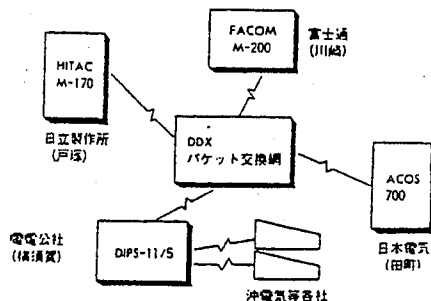 FACOM
M-200
富士通
(川崎)
HITAC
M-170
日立製作所
(戸塚)
DDX
パケット交換網
ACOS
700
日本電気
(田町)
電電公社
(横須賀)
DIPS-11/5
沖電気等各社